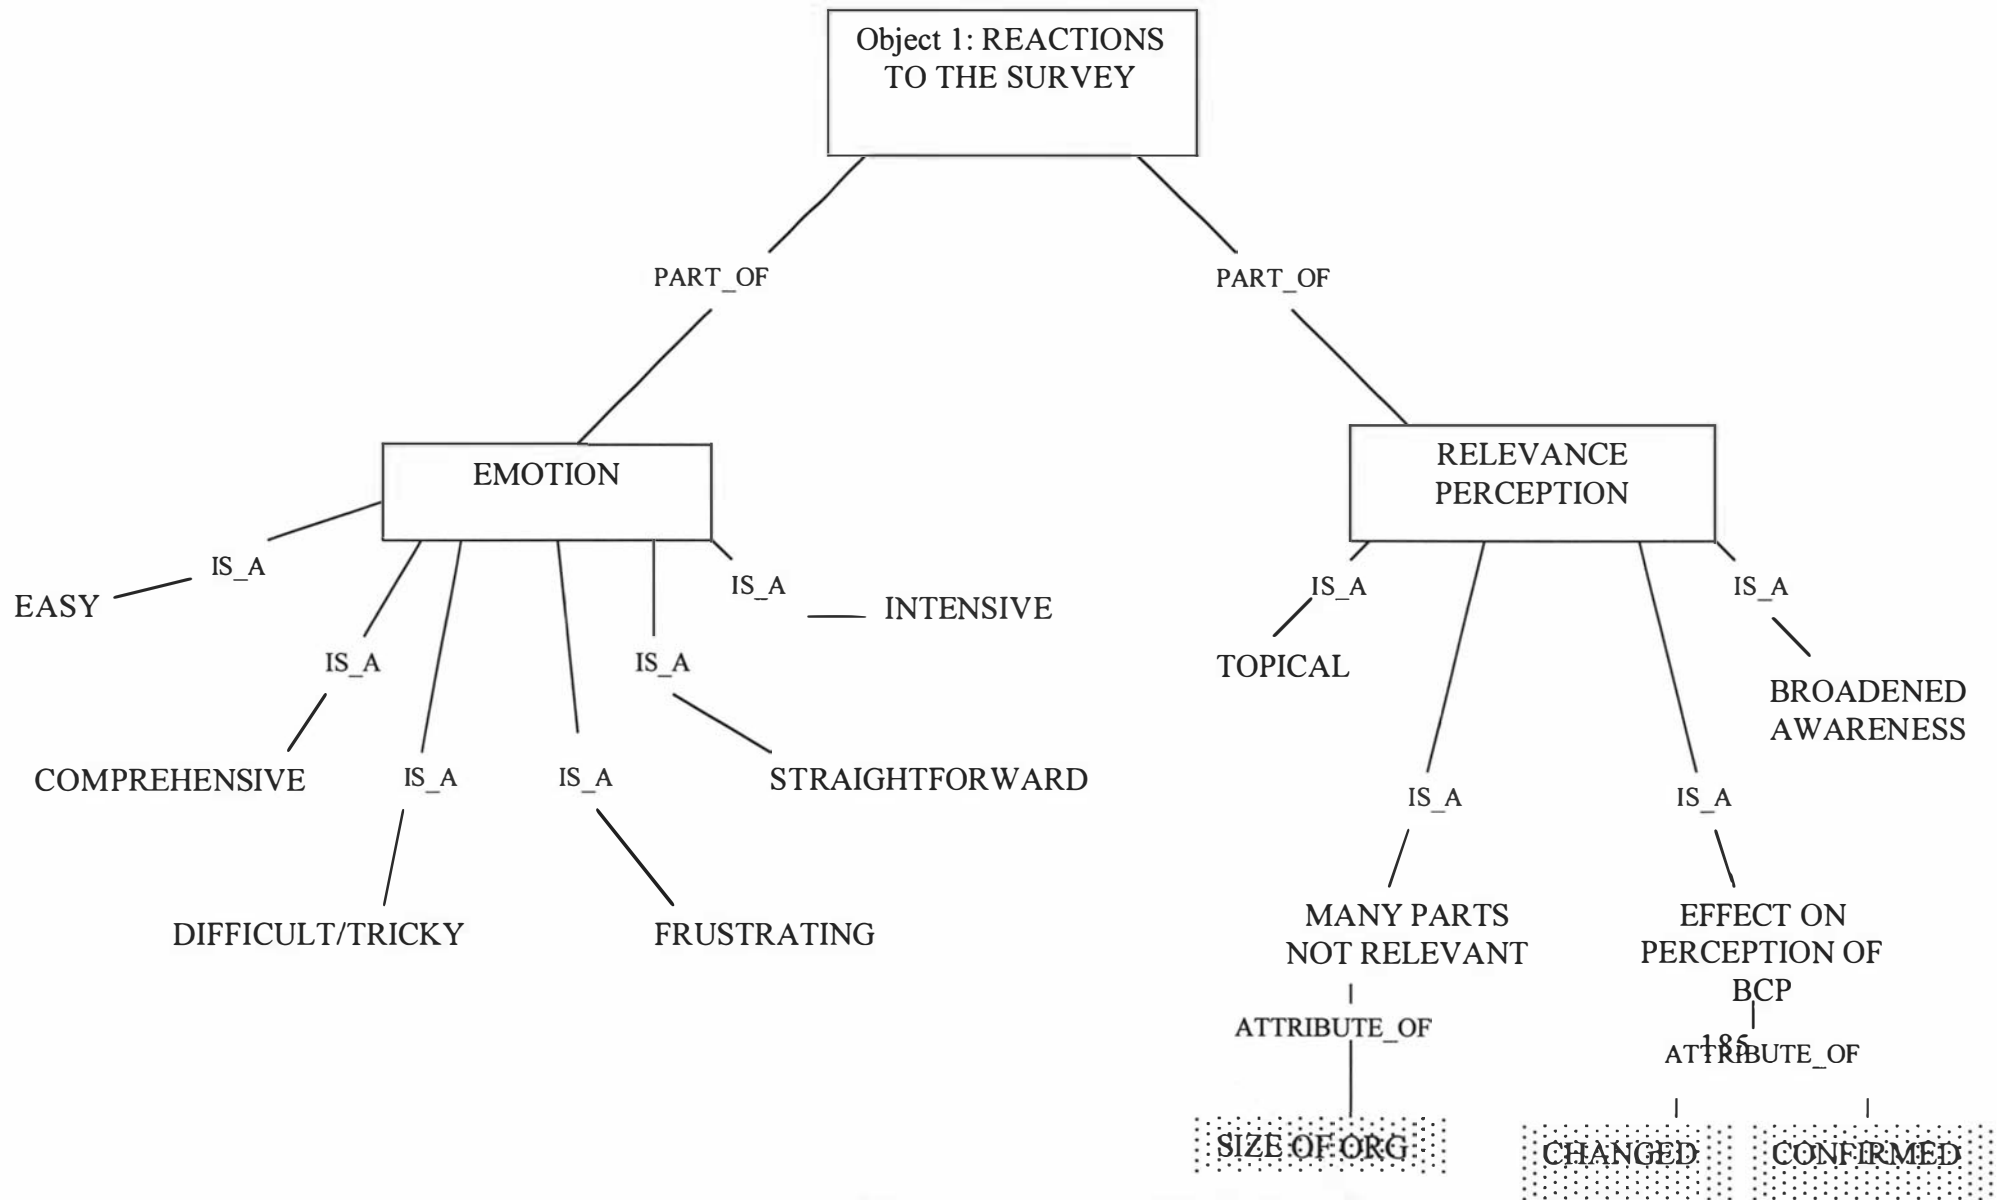 Object 1: REACTIONS
TO THE SURVEY
PART_OF
PART_OF
EMOTION
RELEVANCE
PERCEPTION
IS_A
EASY
IS_A
INTENSIVE
IS_A
IS_A
IS_A
IS_A
TOPICAL
BROADENED
AWARENESS
COMPREHENSIVE
IS_A
IS_A
STRAIGHTFORWARD
IS_A
IS_A
DIFFICULT/TRICKY
FRUSTRATING
MANY PARTS
NOT RELEVANT
EFFECT ON
PERCEPTION OF
BCP
ATTRIBUTE_OF
185
ATTRIBUTE_OF
SIZE OF ORG
CHANGED
CONFIRMED